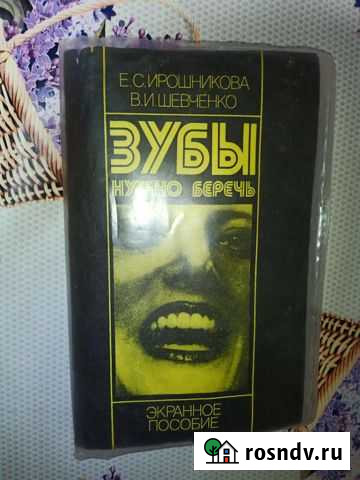 Е.С.ИРОШНИКОВА
В.И.ШЕВЧЕНКО
ЗУБЫ
НУЖНО БЕРЕЧЬ
ЭКРАННОЕ
ПОСОБИЕ
rosndv.ru